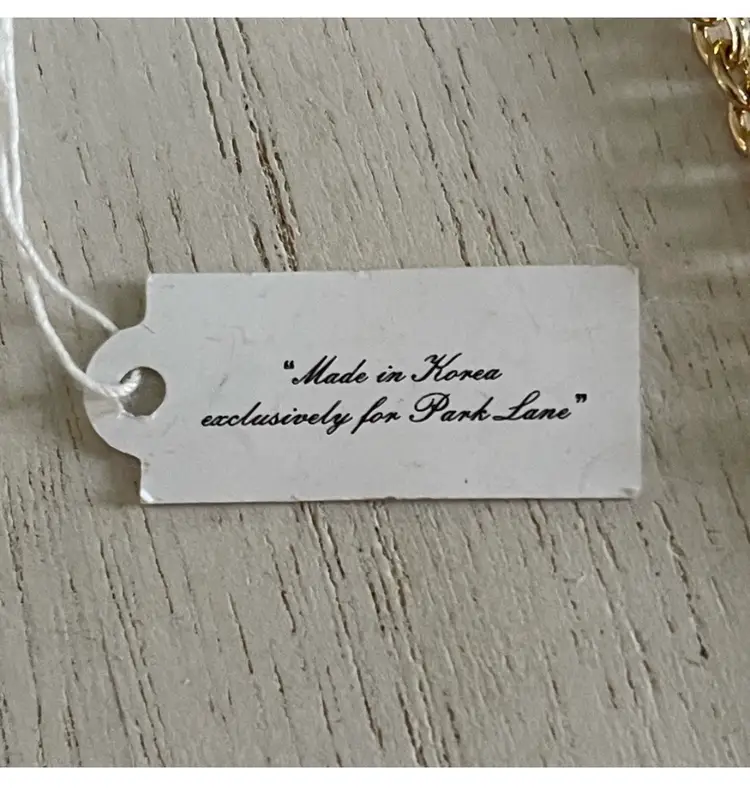 “Made in Korea
exclusively for Park Lane”